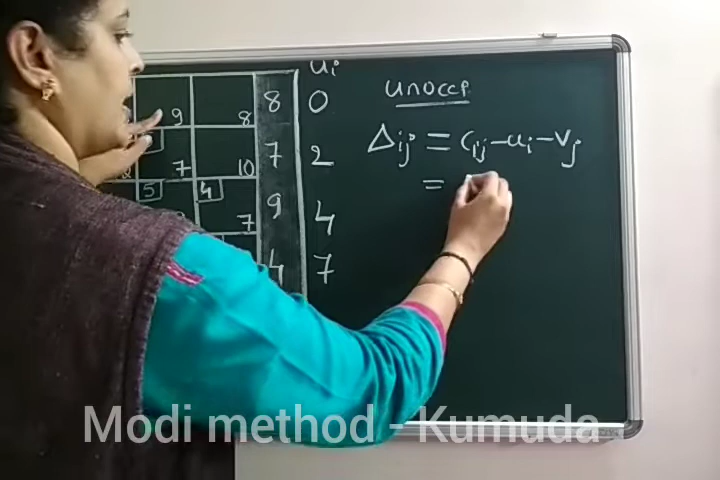 ui
9 8 8 0 unoccp
Δij = cij - ui - vj
7 10 7 2
=
5 4
7 9 4
4 7
Modi method - Kumuda